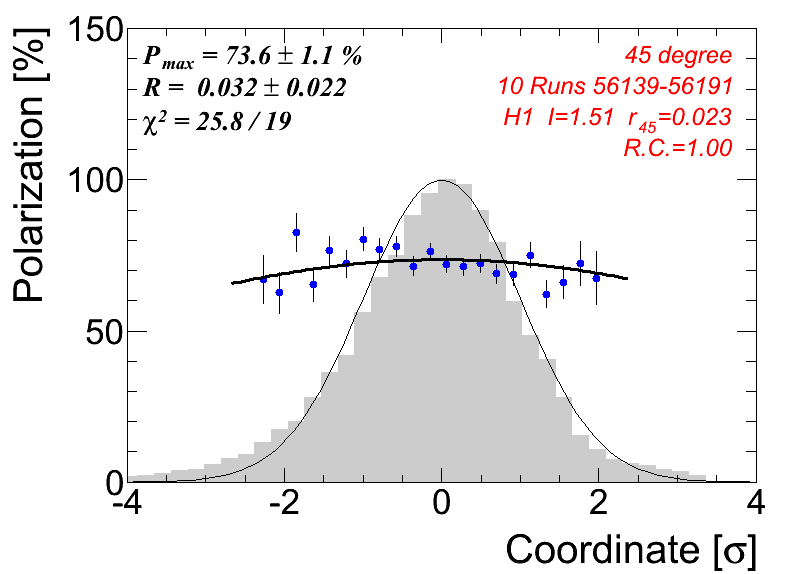 Polarization [%]
150
100
50
0
P_max = 73.6 ± 1.1 %
R = 0.032 ± 0.022
χ² = 25.8 / 19
45 degree
10 Runs 56139-56191
H1 I=1.51 r_45=0.023
R.C.=1.00
-4 -2 0 2 4
Coordinate [σ]